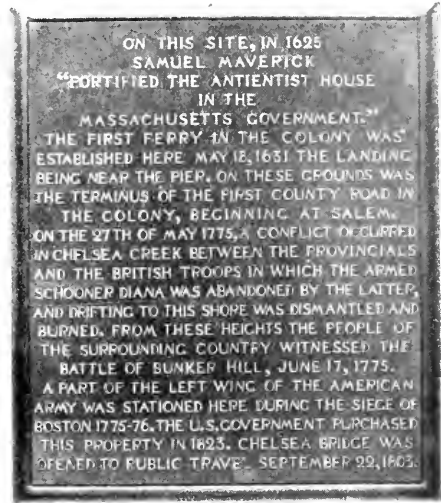 ON THIS SITE, IN 1625
SAMUEL MAVERICK
"FORTIFIED THE ANTIENTIST HOUSE
IN THE
MASSACHUSETTS GOVERNMENT."
THE FIRST FERRY IN THE COLONY WAS
ESTABLISHED HERE MAY 18, 1631 THE LANDING
BEING NEAR THE PIER. ON THESE GROUNDS WAS
THE TERMINUS OF THE FIRST COUNTY ROAD IN
THE COLONY, BEGINNING AT SALEM.
ON THE 27TH OF MAY 1775, A CONFLICT OCCURRED
IN CHELSEA CREEK BETWEEN THE PROVINCIALS
AND THE BRITISH TROOPS IN WHICH THE ARMED
SCHOONER DIANA WAS ABANDONED BY THE LATTER,
AND DRIFTING TO THIS SHORE WAS DISMANTLED AND
BURNED. FROM THESE HEIGHTS THE PEOPLE OF
THE SURROUNDING COUNTRY WITNESSED THE
BATTLE OF BUNKER HILL, JUNE 17, 1775.
A PART OF THE LEFT WING OF THE AMERICAN
ARMY WAS STATIONED HERE DURING THE SIEGE OF
BOSTON 1775-76. THE U.S. GOVERNMENT PURCHASED
THIS PROPERTY IN 1823. CHELSEA BRIDGE WAS
OPENED TO PUBLIC TRAVEL SEPTEMBER 22, 1803.